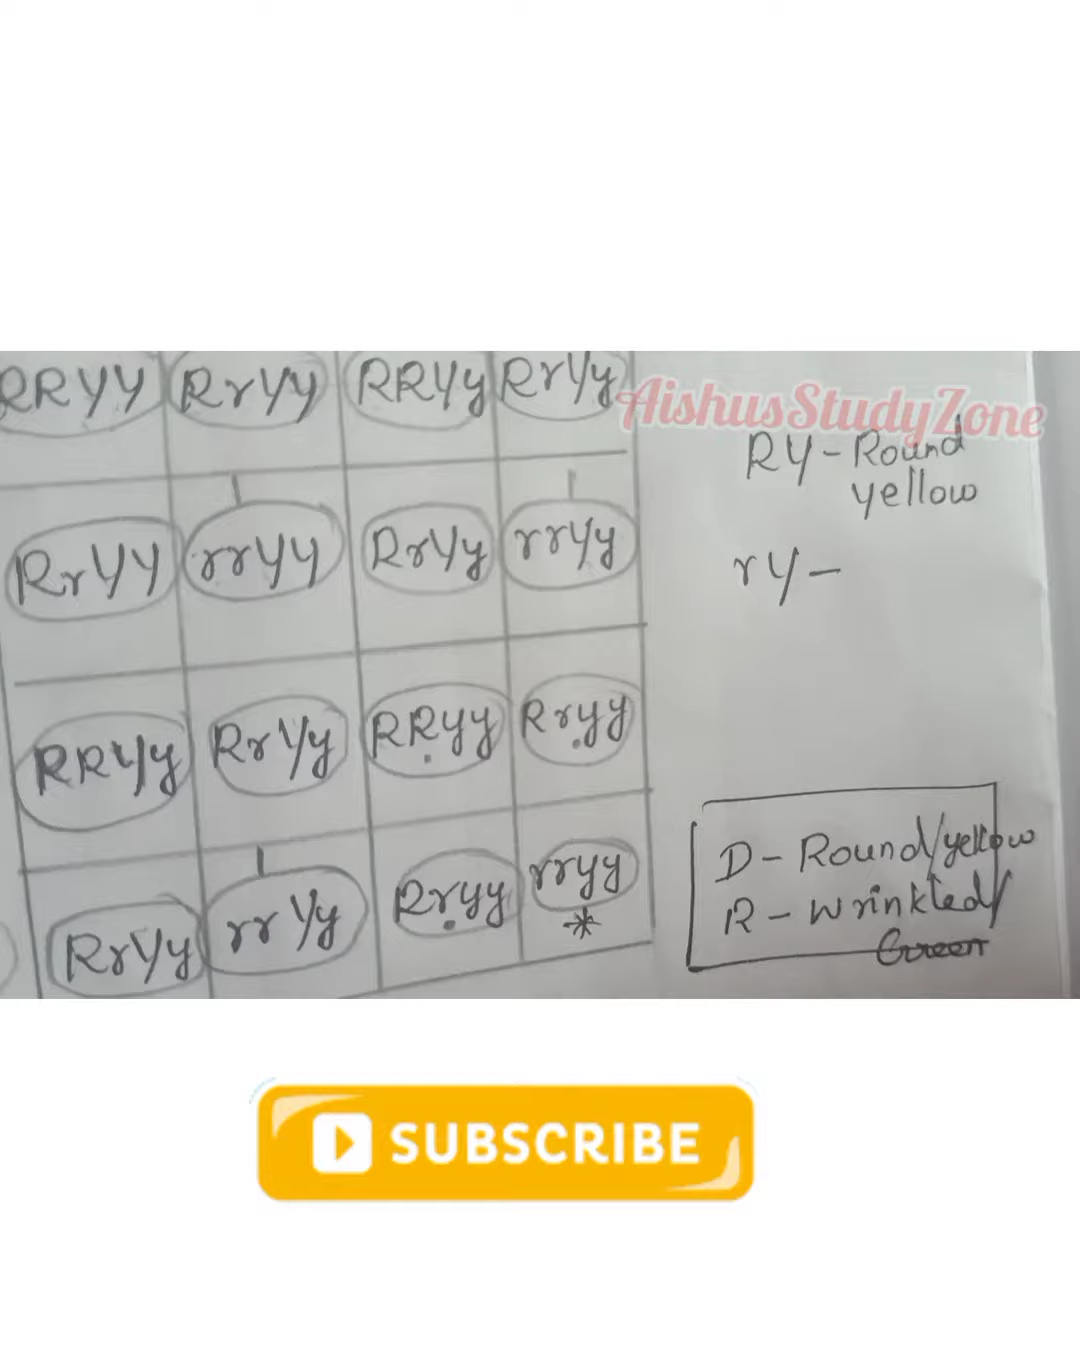 RRYY RrYy RRYy RrYy
AishusStudyZone
RY - Round
yellow
RrYY rrYY RrYy rrYy
rY -
RRYy RrYy RRyy Rryy
D - Round/yellow
R - Wrinkled/
Green
RrYy rrYy Rryy rryy
*
SUBSCRIBE